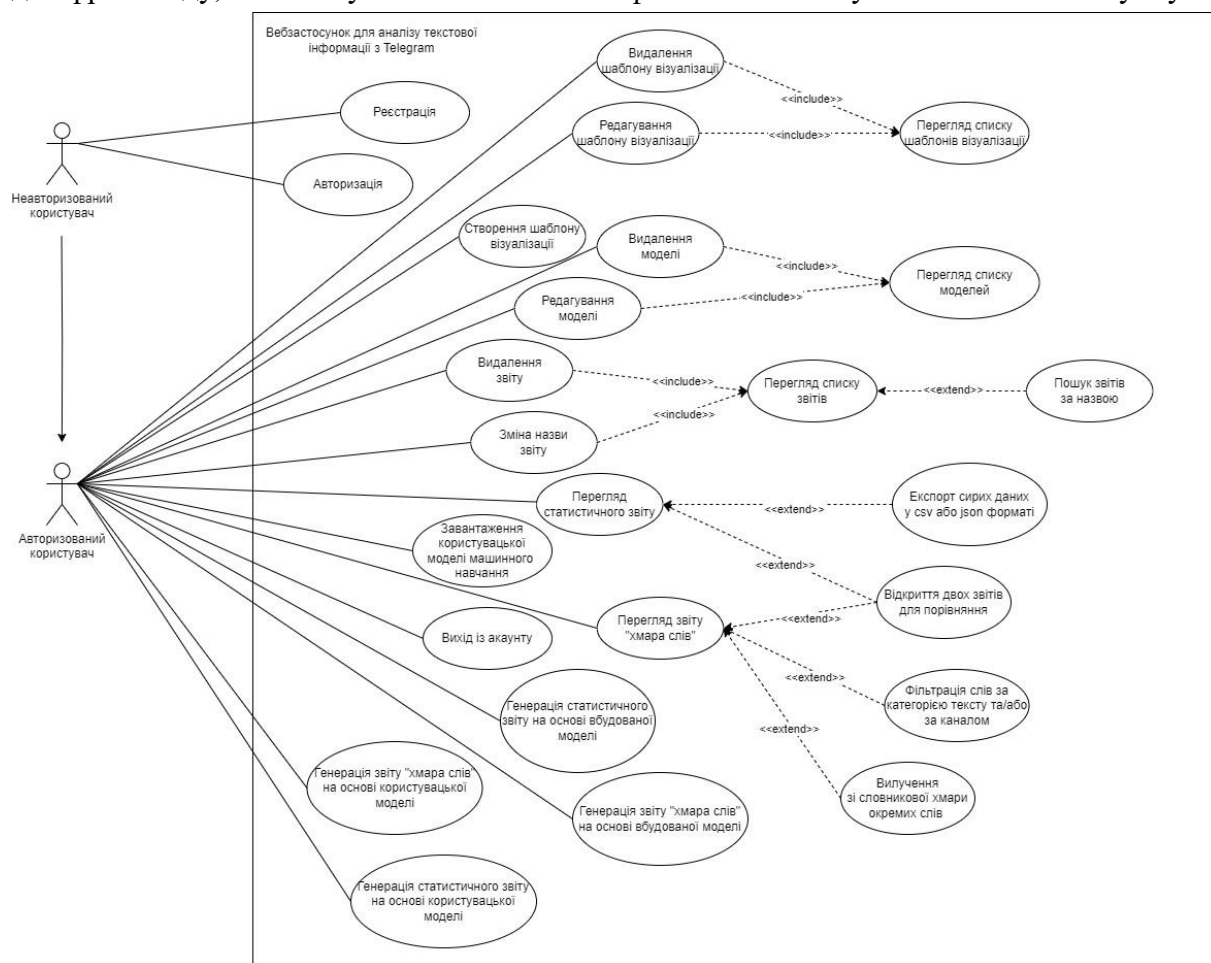 Вебзастосунок для аналізу текстової
інформації з Telegram
Видалення
шаблону візуалізації
<<include>>
Реєстрація
Редагування
шаблону візуалізації
<<include>>
Перегляд списку
шаблонів візуалізації
Авторизація
Неавторизований
користувач
Створення шаблону
візуалізації
Видалення
моделі
<<include>>
Перегляд списку
моделей
Редагування
моделі
<<include>>
Видалення
звіту
<<include>>
Перегляд списку
звітів
<<extend>>
Пошук звітів
за назвою
<<include>>
Зміна назви
звіту
Авторизований
користувач
Перегляд
статистичного звіту
<<extend>>
Експорт сирих даних
у csv або json форматі
Завантаження
користувацької
моделі машинного
навчання
<<extend>>
Відкриття двох звітів
для порівняння
Перегляд звіту
"хмара слів"
<<extend>>
Вихід із акаунту
<<extend>>
Фільтрація слів за
категорією тексту та/або
за каналом
Генерація статистичного
звіту на основі вбудованої
моделі
<<extend>>
Генерація звіту "хмара слів"
на основі користувацької
моделі
Вилучення
зі словникової хмари
окремих слів
Генерація звіту "хмара слів"
на основі вбудованої моделі
Генерація статистичного звіту
на основі користувацької
моделі